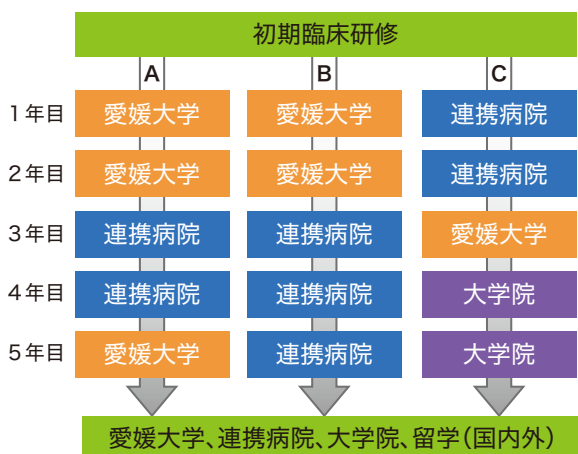 初期臨床研修
A B C
1年目 愛媛大学 愛媛大学 連携病院
2年目 愛媛大学 愛媛大学 連携病院
3年目 連携病院 連携病院 愛媛大学
4年目 連携病院 連携病院 大学院
5年目 愛媛大学 連携病院 大学院
愛媛大学、連携病院、大学院、留学(国内外)